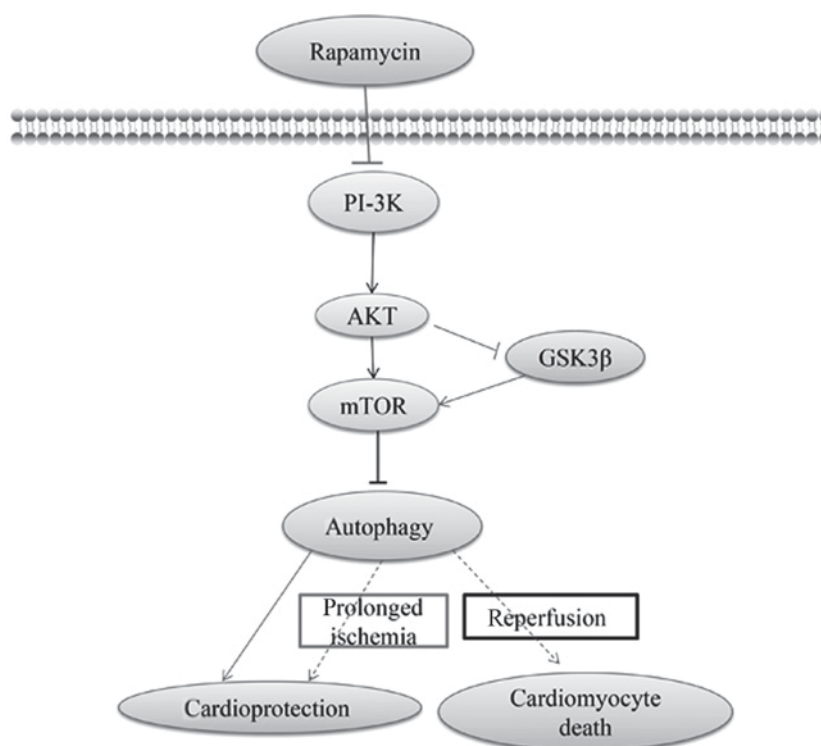 Rapamycin
PI-3K
AKT
GSK3β
mTOR
Autophagy
Prolonged
ischemia
Reperfusion
Cardioprotection
Cardiomyocyte
death